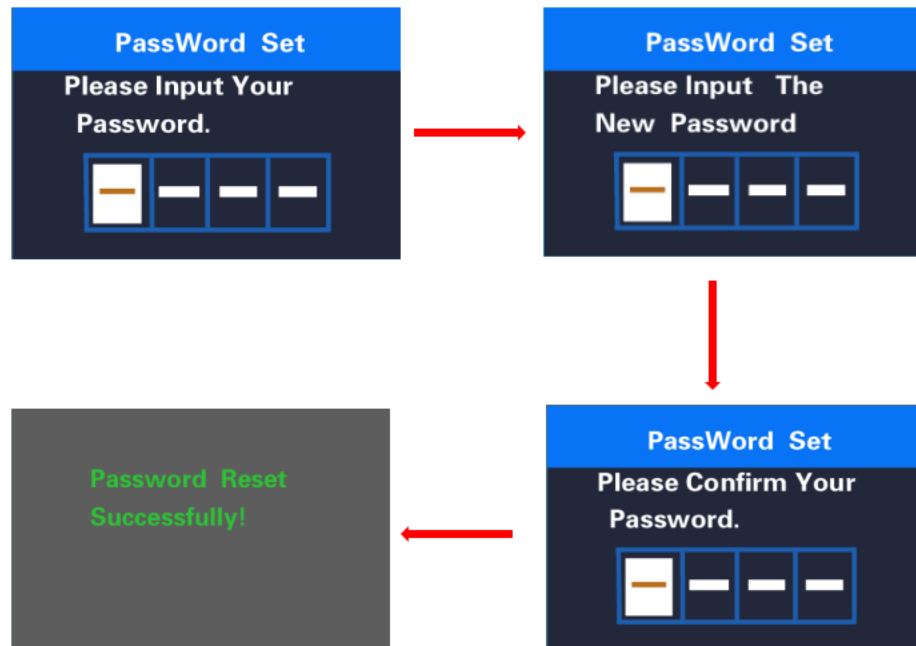 PassWord Set
Please Input Your
Password.
PassWord Set
Please Input The
New Password
PassWord Set
Please Confirm Your
Password.
Password Reset
Successfully!